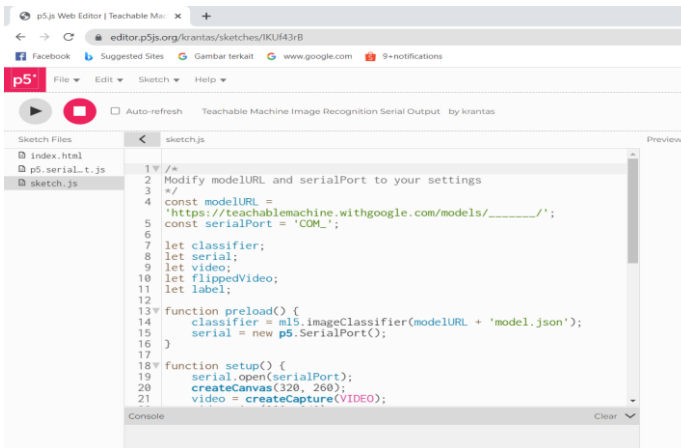 p5.js Web Editor | Teachable Mac
editor.p5js.org/krantas/sketches/IKUf43rB
Facebook Suggested Sites Gambar terkait www.google.com 9+notifications
p5* File Edit Sketch Help
Auto-refresh Teachable Machine Image Recognition Serial Output by krantas
Sketch Files sketch.js Preview
index.html
p5.serial…t.js
sketch.js
1 /*
2 Modify modelURL and serialPort to your settings
3 */
4 const modelURL =
'https://teachablemachine.withgoogle.com/models/_______/';
5 const serialPort = 'COM_';
6
7 let classifier;
8 let serial;
9 let video;
10 let flippedVideo;
11 let label;
12
13 function preload() {
14 classifier = ml5.imageClassifier(modelURL + 'model.json');
15 serial = new p5.SerialPort();
16 }
17
18 function setup() {
19 serial.open(serialPort);
20 createCanvas(320, 260);
21 video = createCapture(VIDEO);
Console Clear